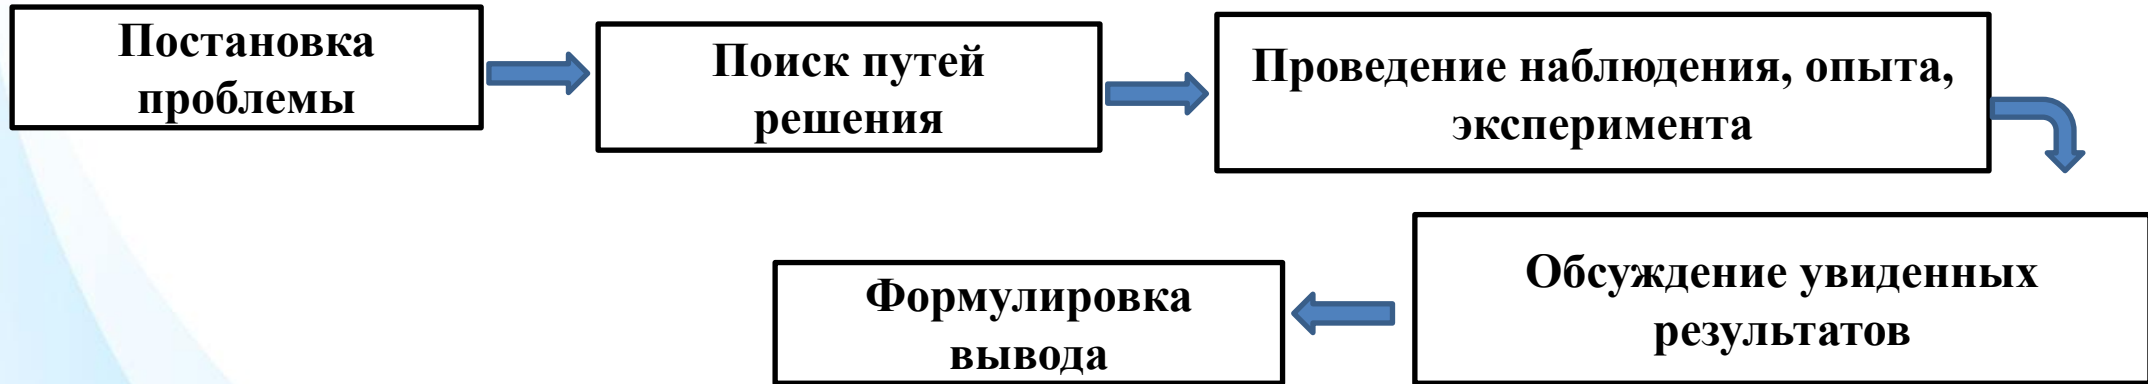 Постановка
проблемы
Поиск путей
решения
Проведение наблюдения, опыта,
эксперимента
Обсуждение увиденных
результатов
Формулировка
вывода